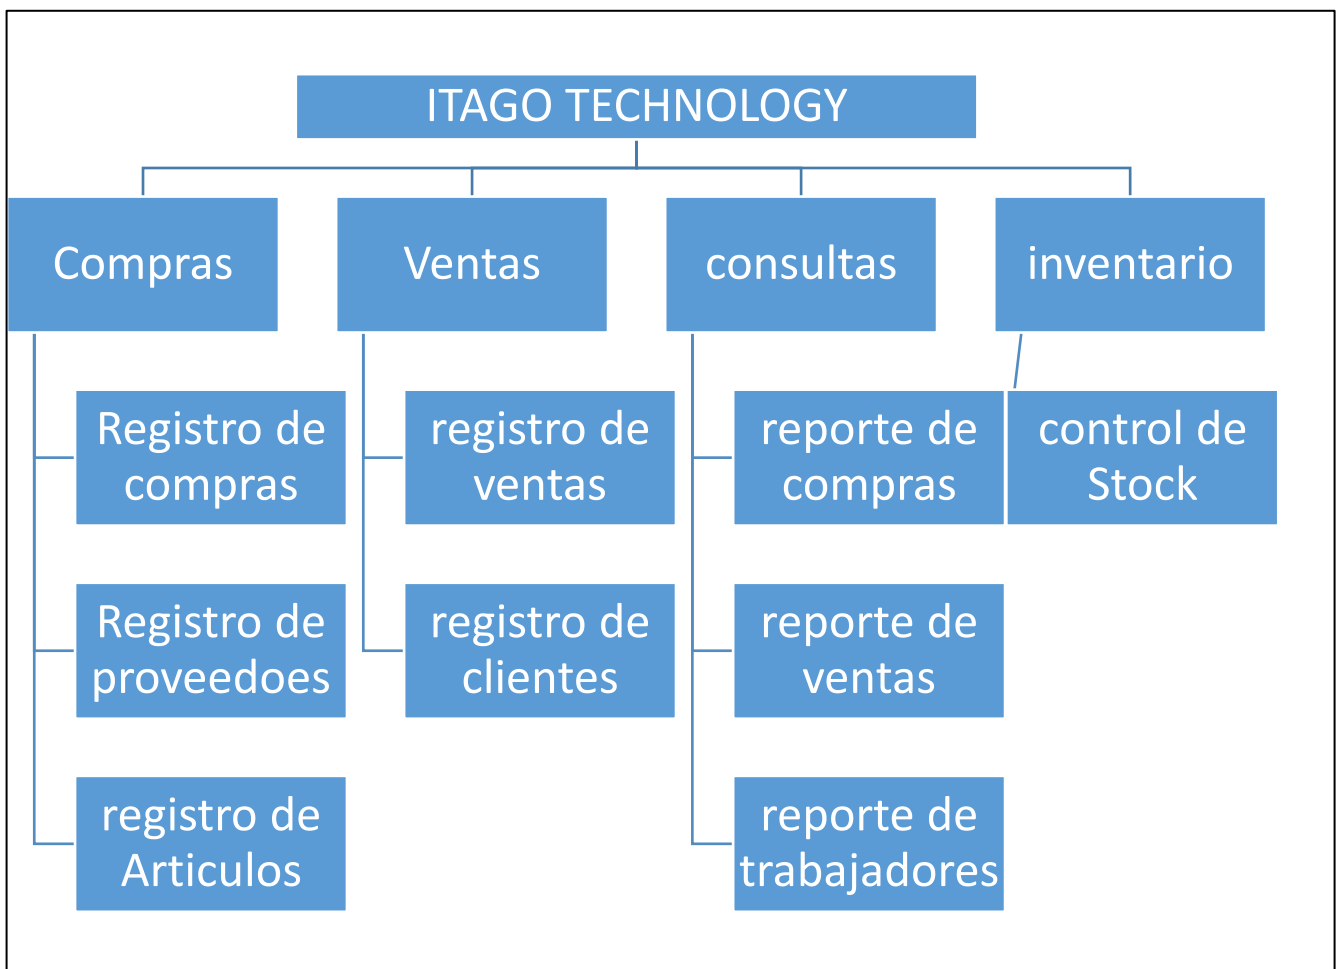 ITAGO TECHNOLOGY
Compras
Ventas
consultas
inventario
Registro de
compras
registro de
ventas
reporte de
compras
control de
Stock
Registro de
proveedoes
registro de
clientes
reporte de
ventas
registro de
Articulos
reporte de
trabajadores